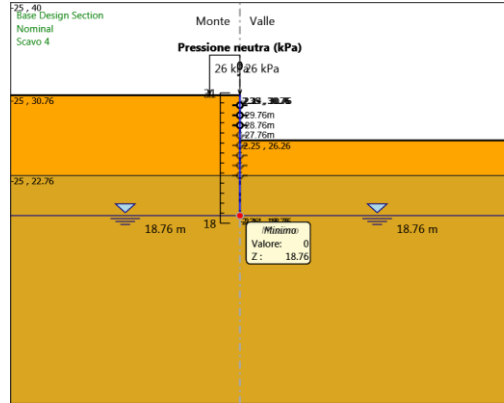 -25 , 40
Base Design Section
Nominal
Scavo 4
Monte
Valle
Pressione neutra (kPa)
26 kPa
26 kPa
-25 , 30.76
29.76m
28.76m
27.76m
2.25 , 26.26
-25 , 22.76
18
18.76 m
18.76 m
Minimo
Valore: 0
Z : 18.76